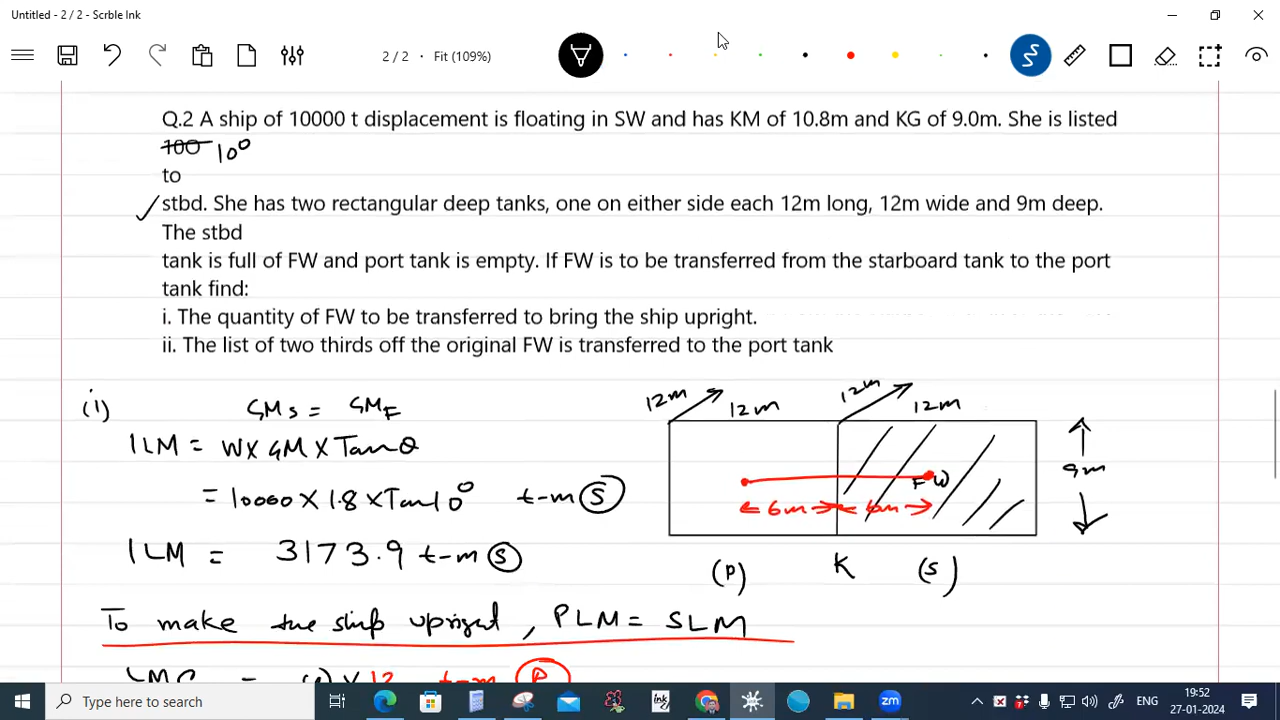 Untitled - 2 / 2 - Scrble Ink
2 / 2 · Fit (109%)
Q.2 A ship of 10000 t displacement is floating in SW and has KM of 10.8m and KG of 9.0m. She is listed
100 10⁰
to
stbd. She has two rectangular deep tanks, one on either side each 12m long, 12m wide and 9m deep.
The stbd
tank is full of FW and port tank is empty. If FW is to be transferred from the starboard tank to the port
tank find:
i. The quantity of FW to be transferred to bring the ship upright.
ii. The list of two thirds off the original FW is transferred to the port tank
(i) GMs = GMF
ILM = W x GM x Tanθ
= 10000 x 1.8 x Tan 10⁰ t-m (S)
ILM = 3173.9 t-m (S)
To make the ship upright, PLM = SLM
12m 12m 12m 12m
FW
9m
6m 6m
(P) K (S)
x 12 t-m (P)
Type here to search
ENG
19:52
27-01-2024